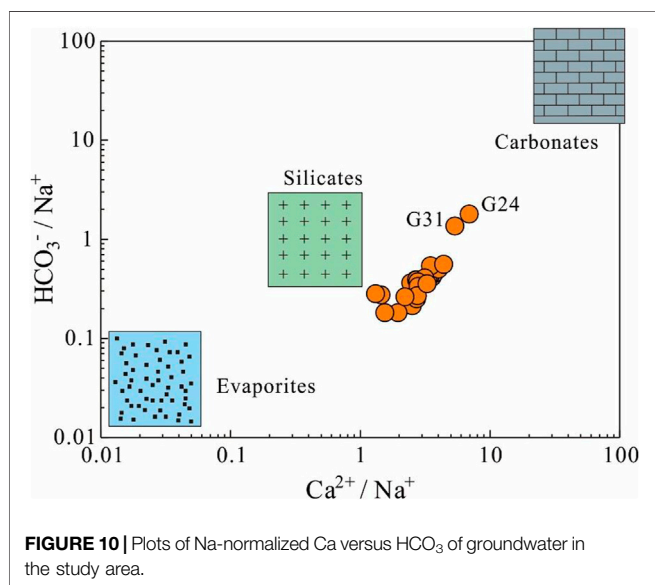 100
Carbonates
10
Silicates
G31
G24
HCO₃⁻ / Na⁺
1
0.1
Evaporites
0.01
0.01
0.1
1
10
100
Ca²⁺ / Na⁺
FIGURE 10 | Plots of Na-normalized Ca versus HCO₃ of groundwater in
the study area.